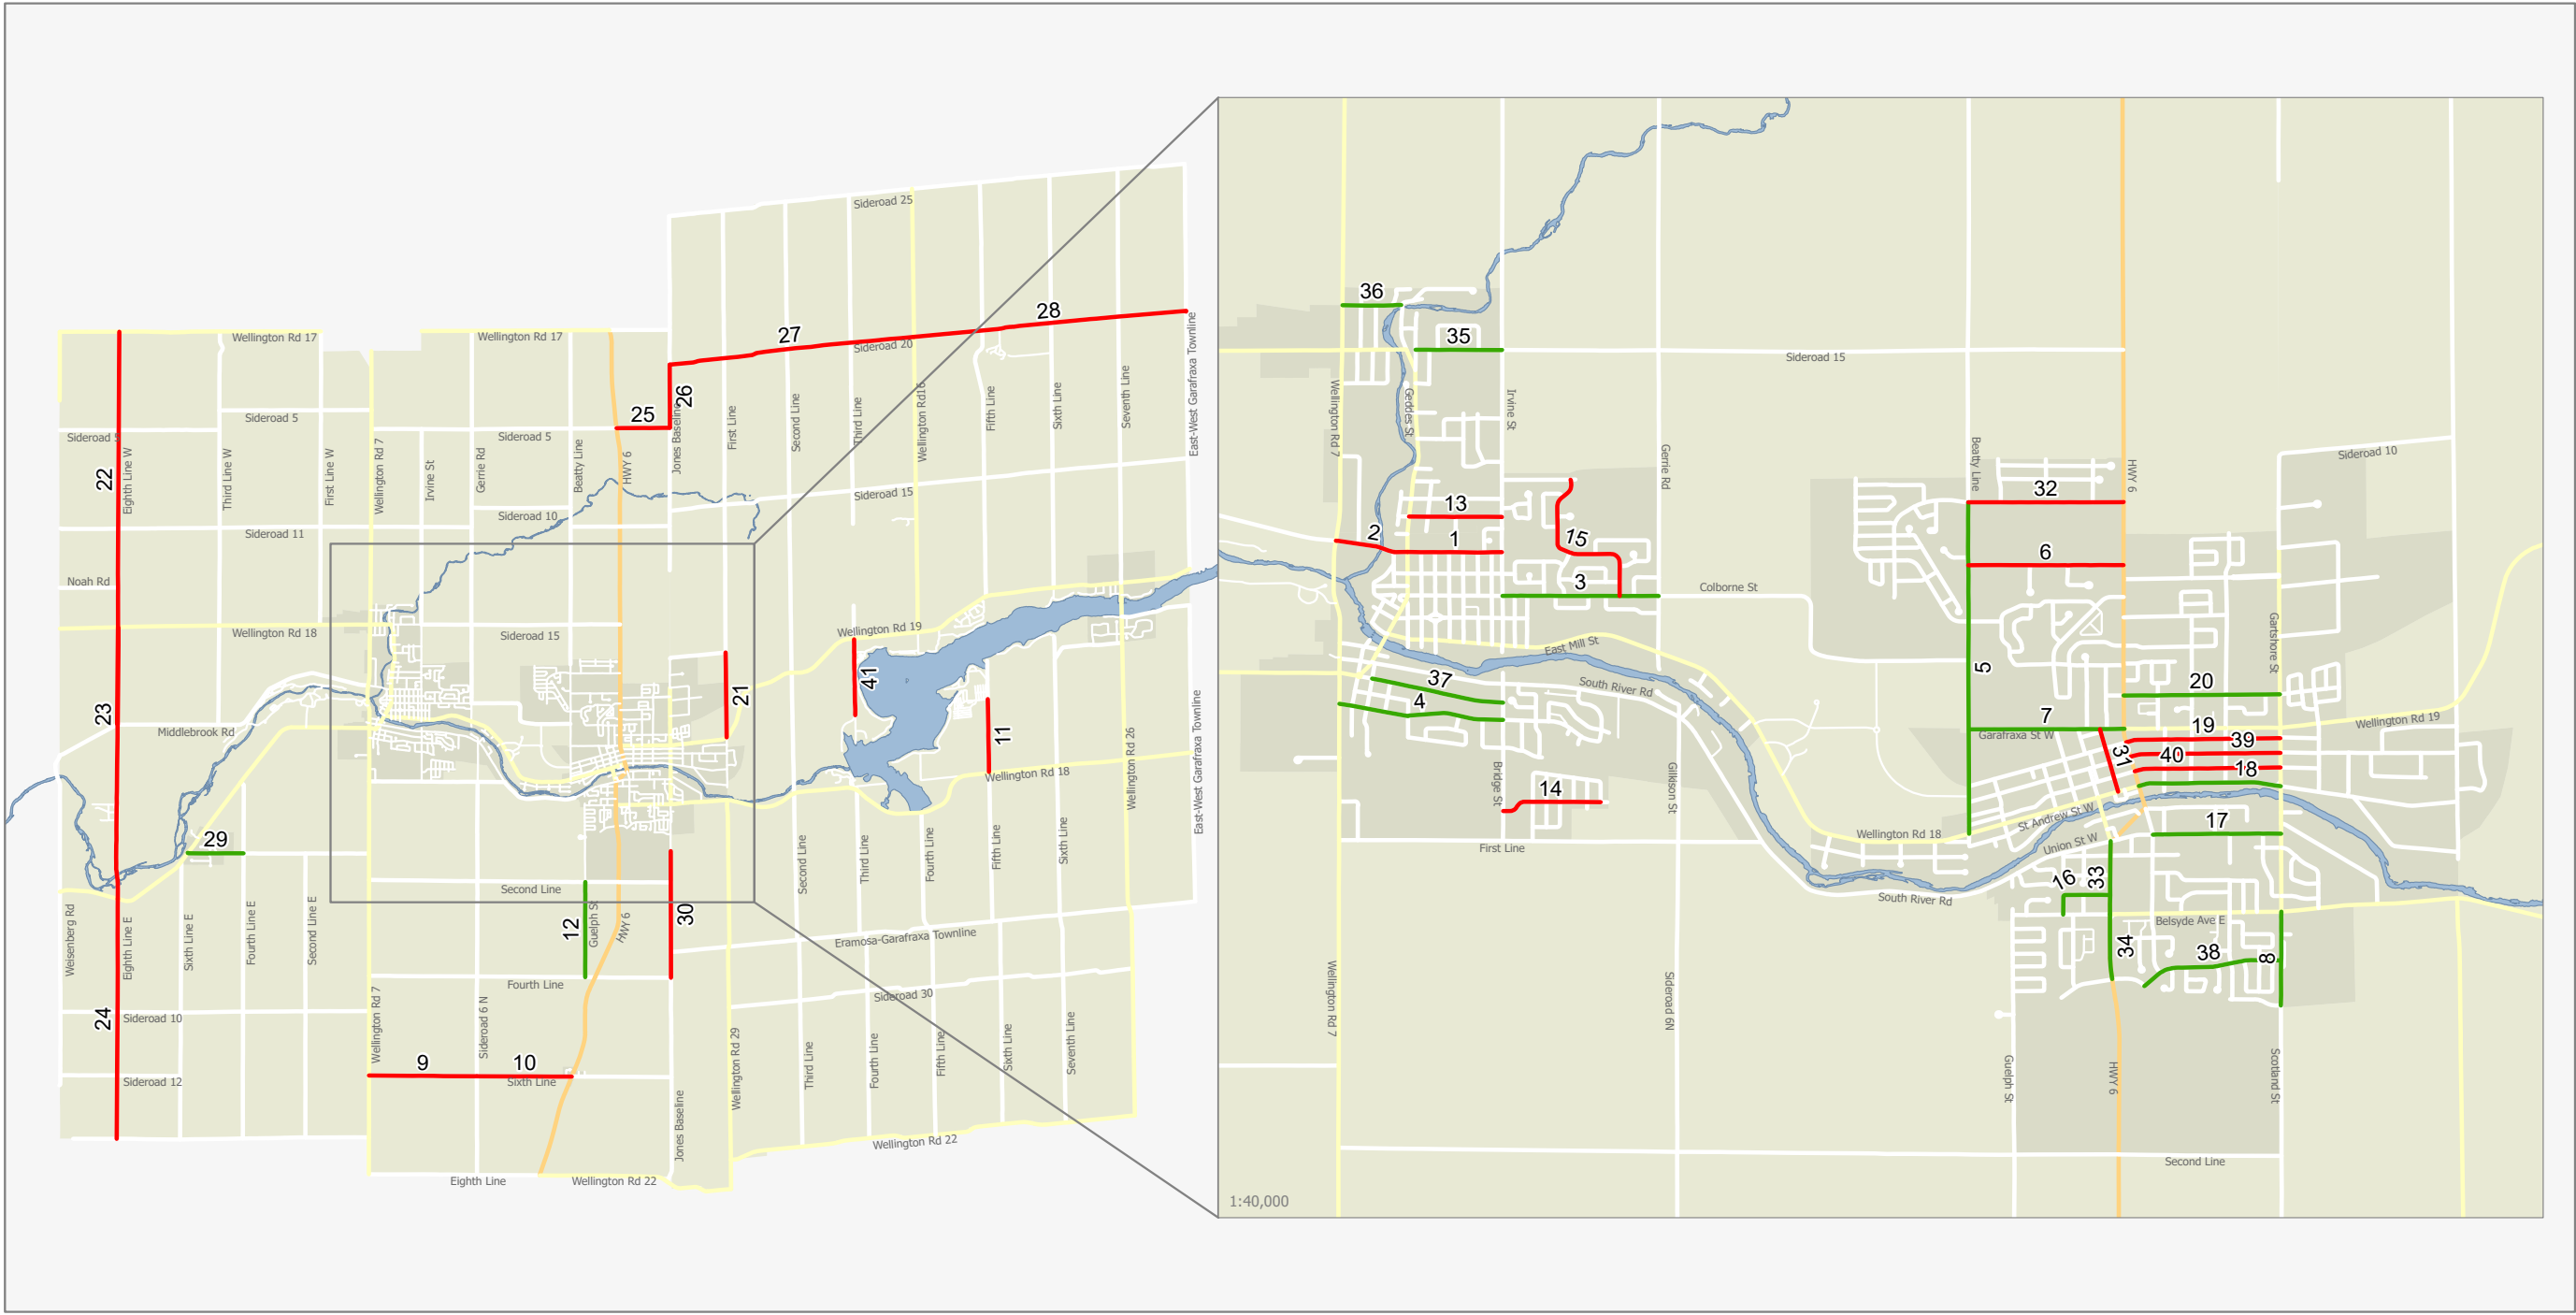 Sideroad 25
28
27
Sideroad 20
Wellington Rd 17
Wellington Rd 17
26
25
Sideroad 5
Sideroad 5
Sideroad 5
Jones Baseline
First Line
Second Line
Third Line
Wellington Rd16
Fifth Line
Sixth Line
Seventh Line
East-West Garafraxa Townline
22
Eighth Line W
Third Line W
First Line W
Wellington Rd 7
Irvine St
Gerrie Rd
Beatty Line
HWY 6
Sideroad 15
Sideroad 10
Sideroad 11
Noah Rd
Wellington Rd 18
Sideroad 15
Wellington Rd 19
41
21
11
23
Middlebrook Rd
Wellington Rd 18
Wellington Rd 26
East-West Garafraxa Townline
29
Second Line
12
Guelph St
HWY 6
30
Second Line
Third Line
Fourth Line
Fifth Line
Sixth Line
Weisenberg Rd
Eighth Line E
Sixth Line E
Fourth Line E
Second Line E
Eramosa-Garafraxa Townline
Fourth Line
Sideroad 30
24
Sideroad 10
Wellington Rd 7
Sideroad 6 N
Wellington Rd 29
Third Line
Fourth Line
Fifth Line
Sixth Line
Seventh Line
9
10
Sixth Line
Sideroad 12
Jones Baseline
Wellington Rd 22
Eighth Line
Wellington Rd 22
36
35
Sideroad 15
Wellington Rd 7
Geddes St
Irvine St
Gerrie Rd
Beatty Line
HWY 6
Sideroad 10
32
13
2
1
15
6
3
Colborne St
Gartshore St
East Mill St
5
37
4
South River Rd
20
7
Garafraxa St W
19
Wellington Rd 19
39
31
40
18
Bridge St
14
Gilkison St
St Andrew St W
17
First Line
Wellington Rd 18
Union St W
16
33
South River Rd
Belsyde Ave E
34
38
8
Wellington Rd 7
Sideroad 6N
Guelph St
HWY 6
Scotland St
Second Line
1:40,000